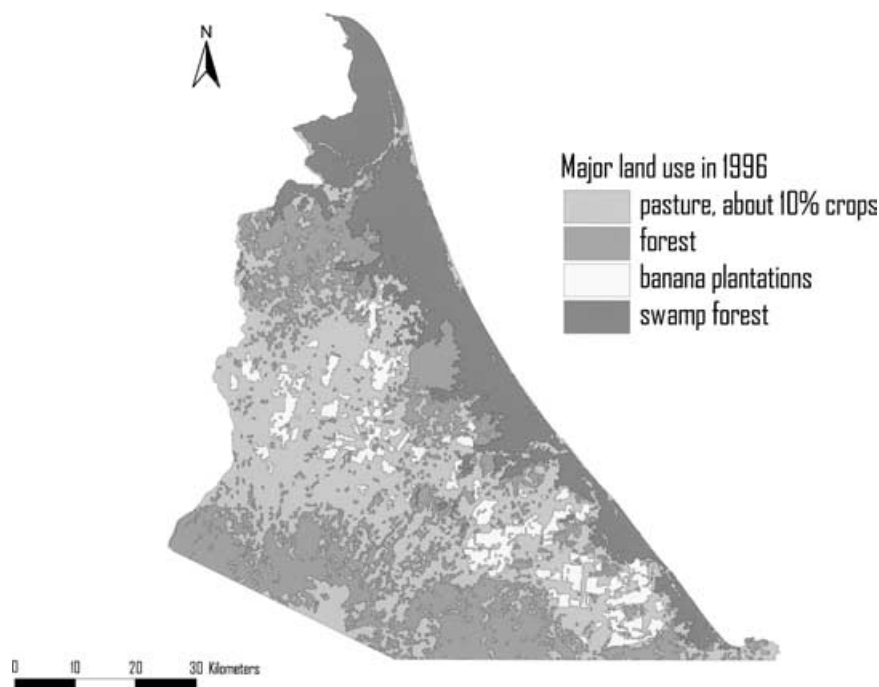 N
Major land use in 1996
pasture, about 10% crops
forest
banana plantations
swamp forest
0 10 20 30 Kilometers